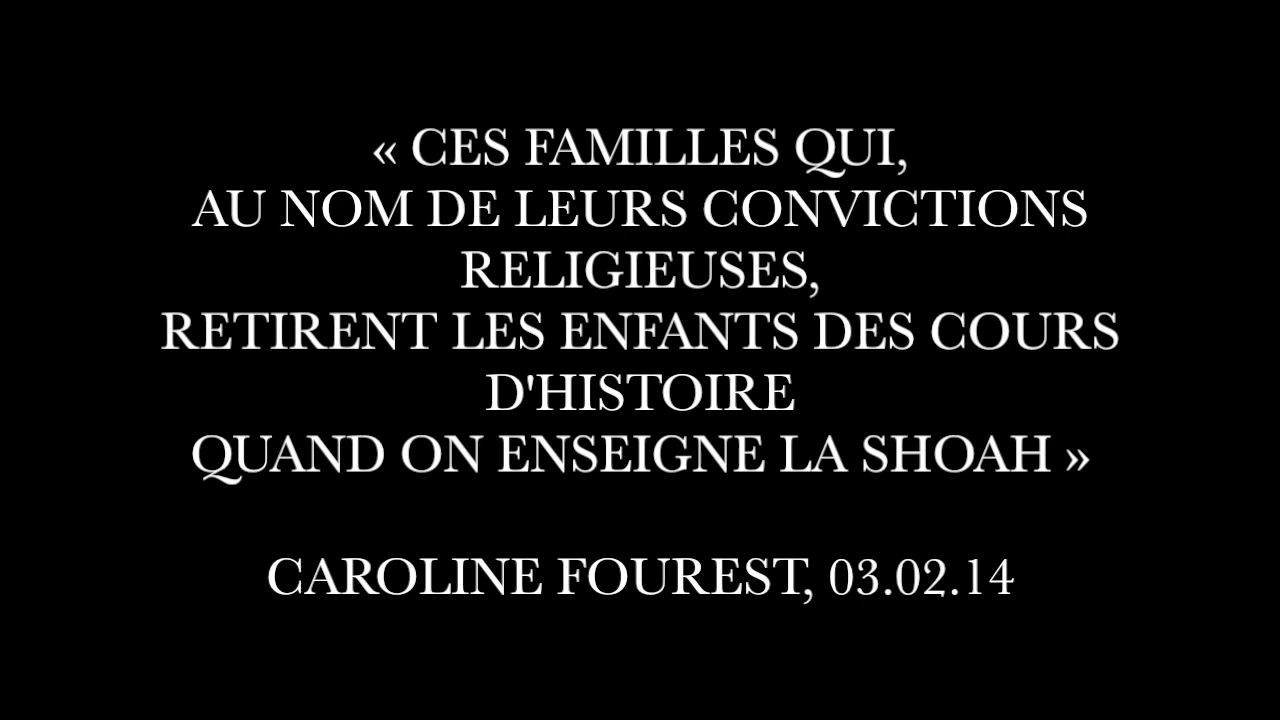 « CES FAMILLES QUI,
AU NOM DE LEURS CONVICTIONS
RELIGIEUSES,
RETIRENT LES ENFANTS DES COURS
D'HISTOIRE
QUAND ON ENSEIGNE LA SHOAH »
CAROLINE FOUREST, 03.02.14